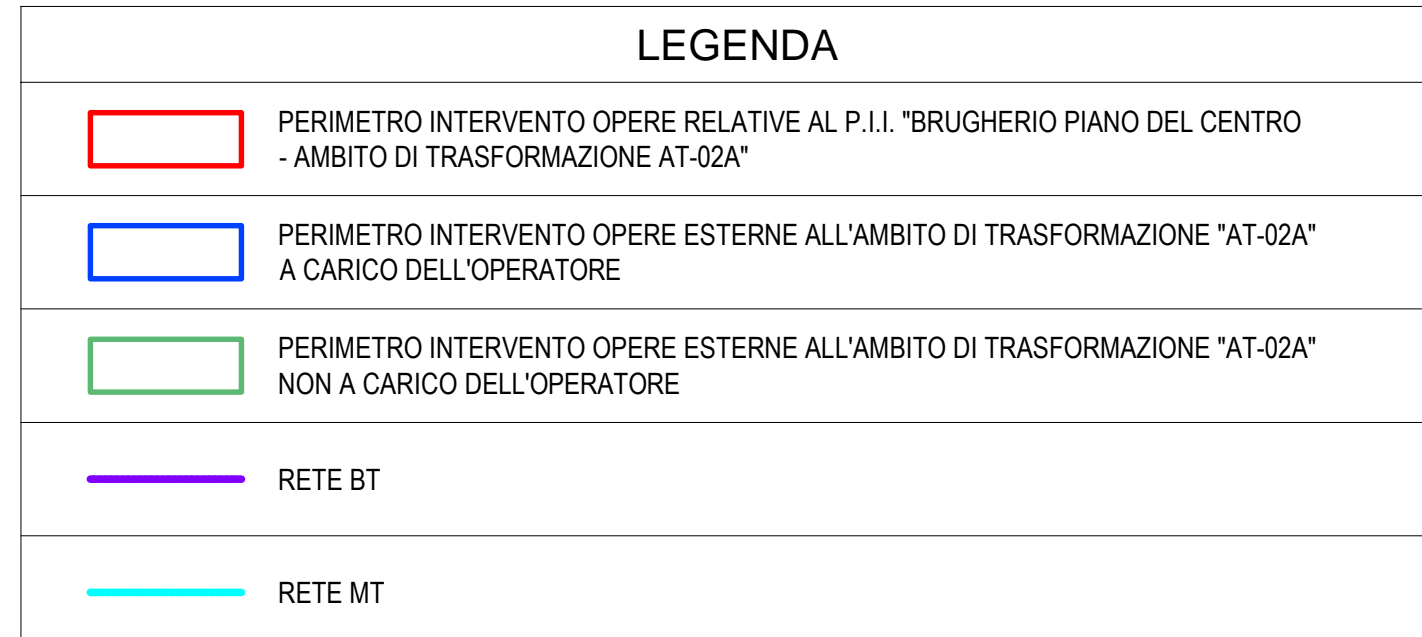 LEGENDA
PERIMETRO INTERVENTO OPERE RELATIVE AL P.I.I. "BRUGHERIO PIANO DEL CENTRO
- AMBITO DI TRASFORMAZIONE AT-02A"
PERIMETRO INTERVENTO OPERE ESTERNE ALL'AMBITO DI TRASFORMAZIONE "AT-02A"
A CARICO DELL'OPERATORE
PERIMETRO INTERVENTO OPERE ESTERNE ALL'AMBITO DI TRASFORMAZIONE "AT-02A"
NON A CARICO DELL'OPERATORE
RETE BT
RETE MT